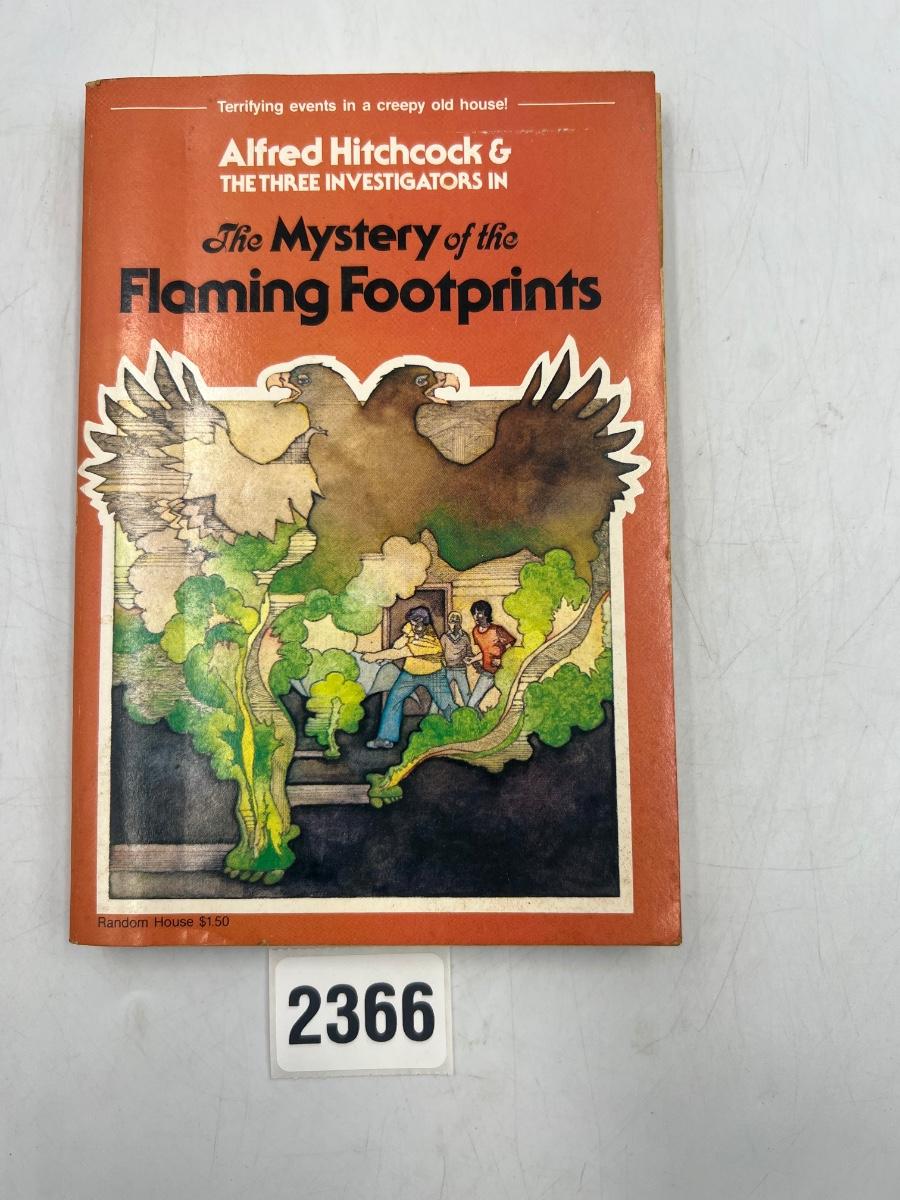 Terrifying events in a creepy old house!
Alfred Hitchcock &
THE THREE INVESTIGATORS IN
The Mystery of the
Flaming Footprints
Random House $1.50
2366